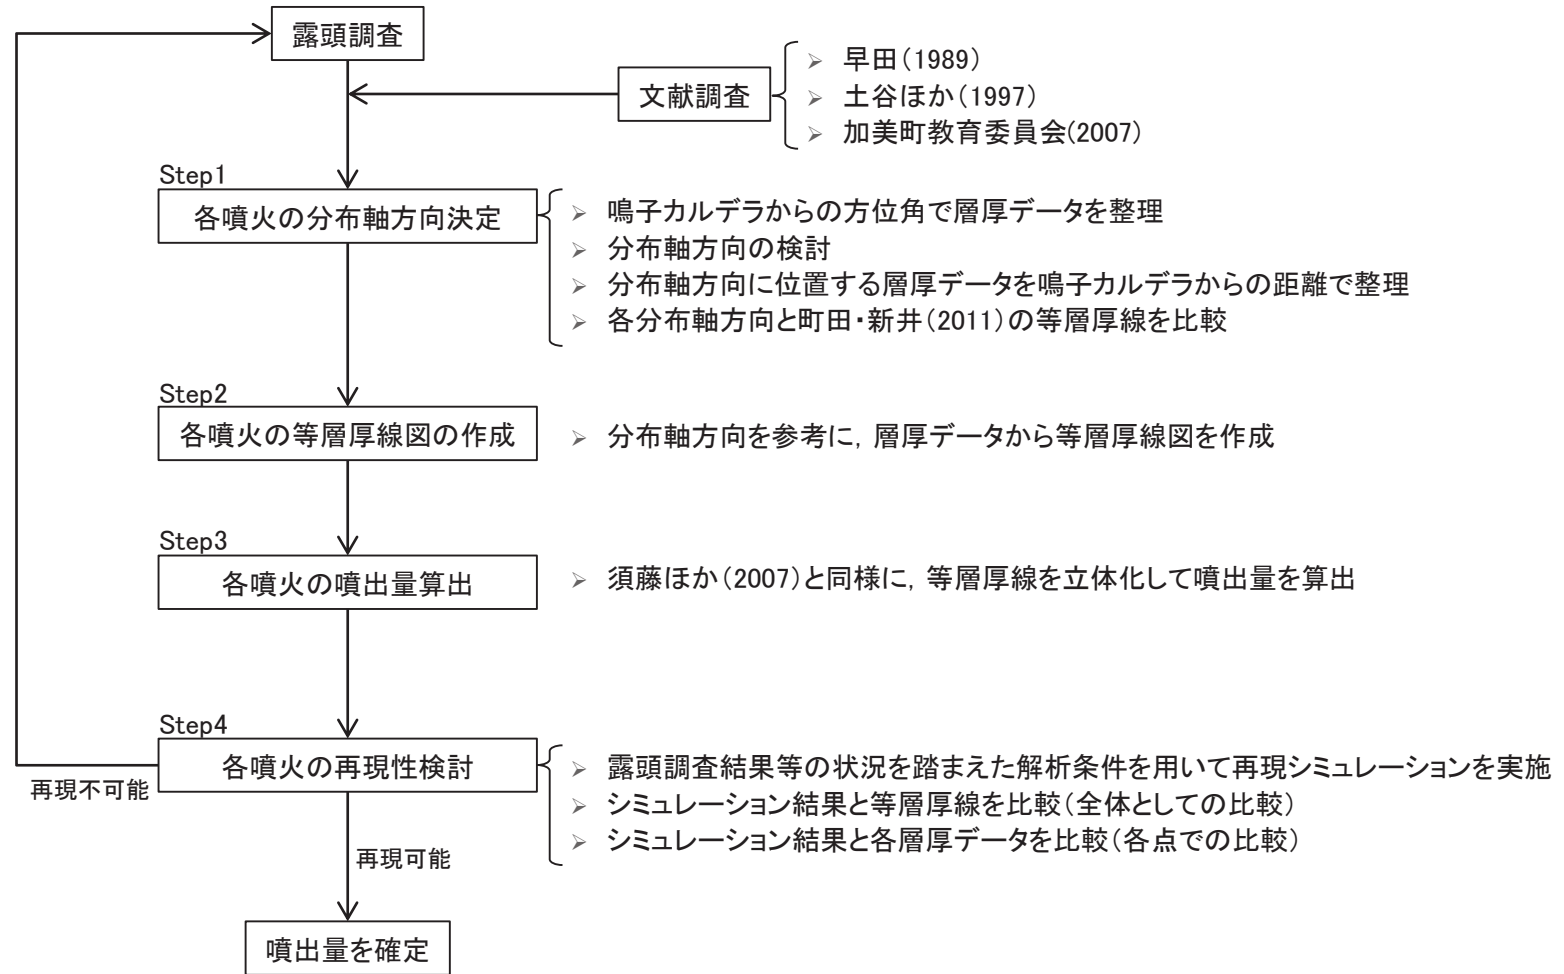 露頭調査
文献調査
➢ 早田（1989）
➢ 土谷ほか（1997）
➢ 加美町教育委員会(2007)
Step1
各噴火の分布軸方向決定
➢ 鳴子カルデラからの方位角で層厚データを整理
➢ 分布軸方向の検討
➢ 分布軸方向に位置する層厚データを鳴子カルデラからの距離で整理
➢ 各分布軸方向と町田・新井（2011）の等層厚線を比較
Step2
各噴火の等層厚線図の作成
➢ 分布軸方向を参考に，層厚データから等層厚線図を作成
Step3
各噴火の噴出量算出
➢ 須藤ほか（2007）と同様に，等層厚線を立体化して噴出量を算出
Step4
各噴火の再現性検討
➢ 露頭調査結果等の状況を踏まえた解析条件を用いて再現シミュレーションを実施
➢ シミュレーション結果と等層厚線を比較（全体としての比較）
➢ シミュレーション結果と各層厚データを比較（各点での比較）
再現不可能
再現可能
噴出量を確定